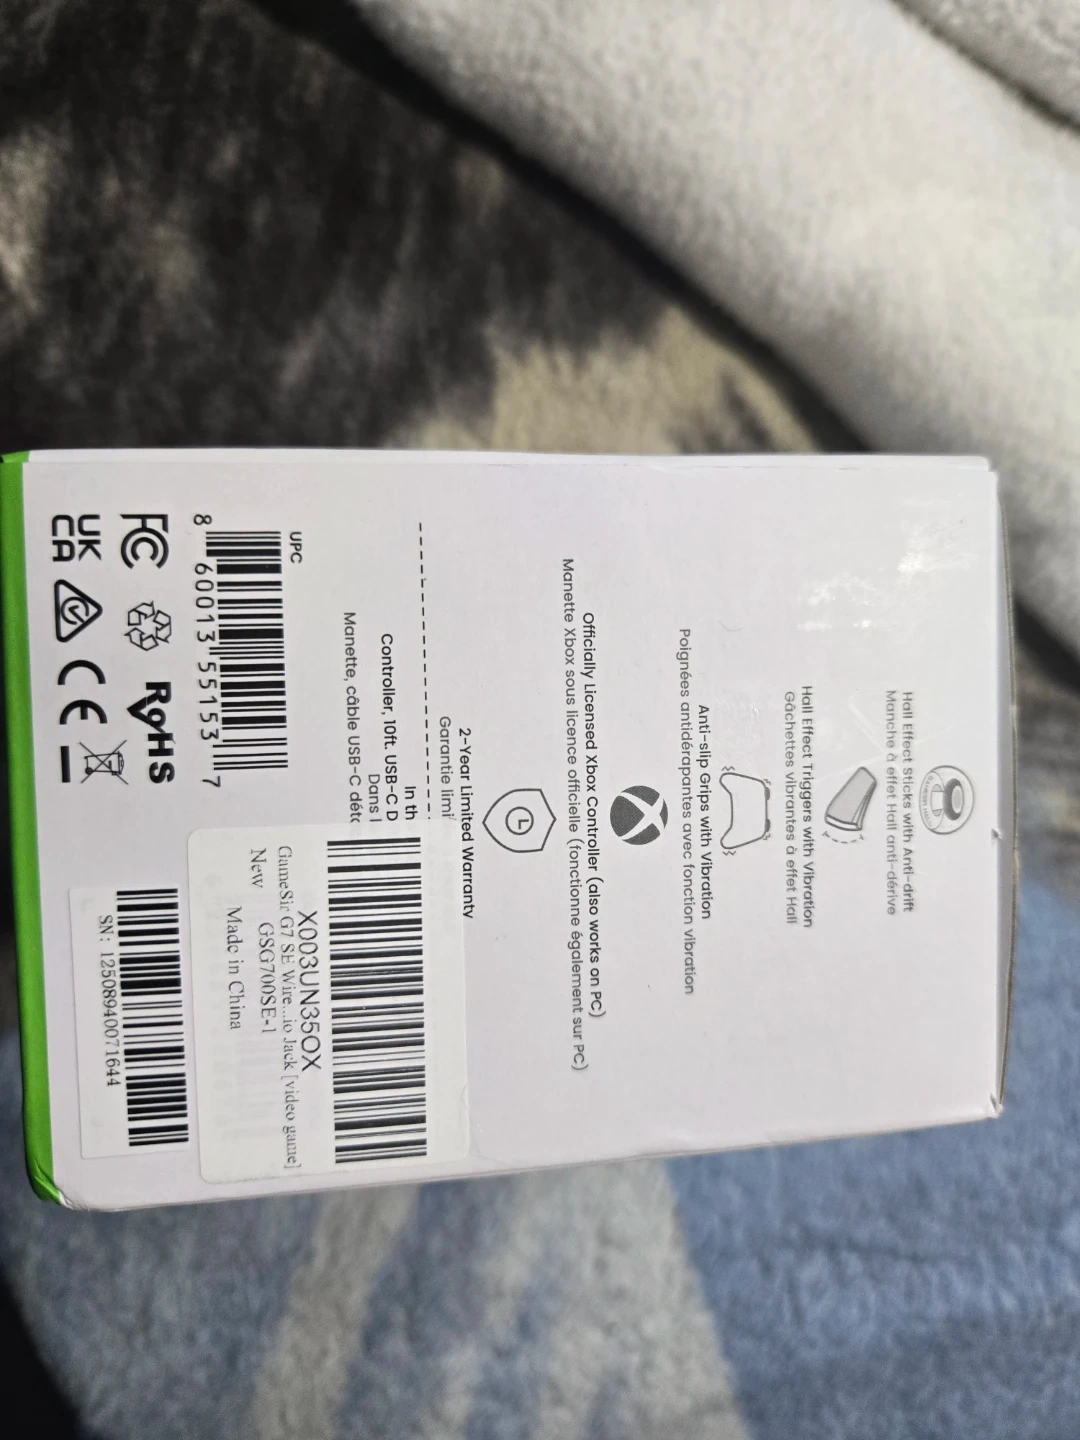 Hall Effect Sticks with Anti-drift
Manche à effet Hall anti-dérive
Hall Effect Triggers with Vibration
Gâchettes vibrantes à effet Hall
Anti-slip Grips with Vibration
Poignées antidérapantes avec fonction vibration
Officially Licensed Xbox Controller (also works on PC)
Manette Xbox sous licence officielle (fonctionne également sur PC)
2-Year Limited Warranty
Garantie limi
In th
Dans l
Controller, 10ft. USB-C D
Manette, câble USB-C déto
UPC
8 60013 55153 7
X003UN35OX
GameSir G7 SE Wire...io Jack [video game]
GSG700SE-1
New
Made in China
SN: 12508940071644
FC
RoHS
UK
CA
CE